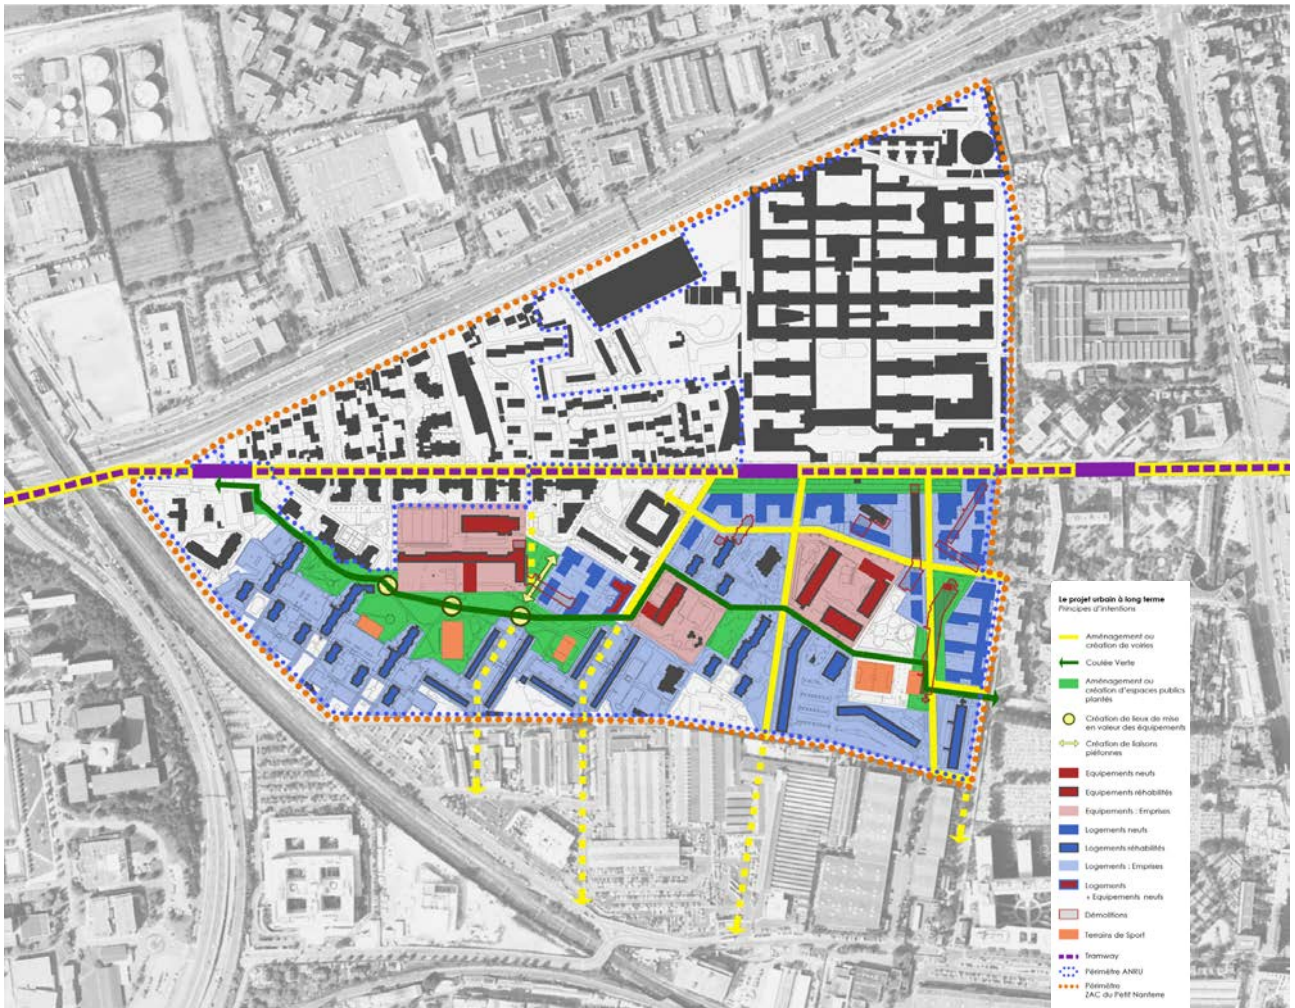 Le projet urbain à long terme
Principes d'intentions
Aménagement ou
création de voiries
Coulée Verte
Aménagement ou
création d'espaces publics
plantés
Création de lieux de mise
en valeur des équipements
Création de liaisons
piétonnes
Equipements neufs
Equipements réhabilités
Equipements : Emprises
Logements neufs
Logements réhabilités
Logements : Emprises
Logements
+ Equipements neufs
Démolitions
Terrains de Sport
Tramway
Périmètre ANRU
Périmètre
ZAC du Petit Nanterre